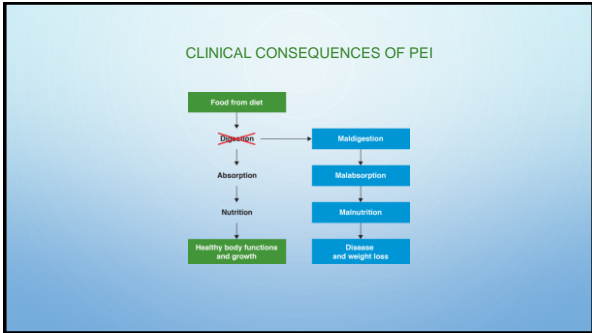 CLINICAL CONSEQUENCES OF PEI
Food from diet
Digestion
Maldigestion
Absorption
Malabsorption
Nutrition
Malnutrition
Healthy body functions
and growth
Disease
and weight loss